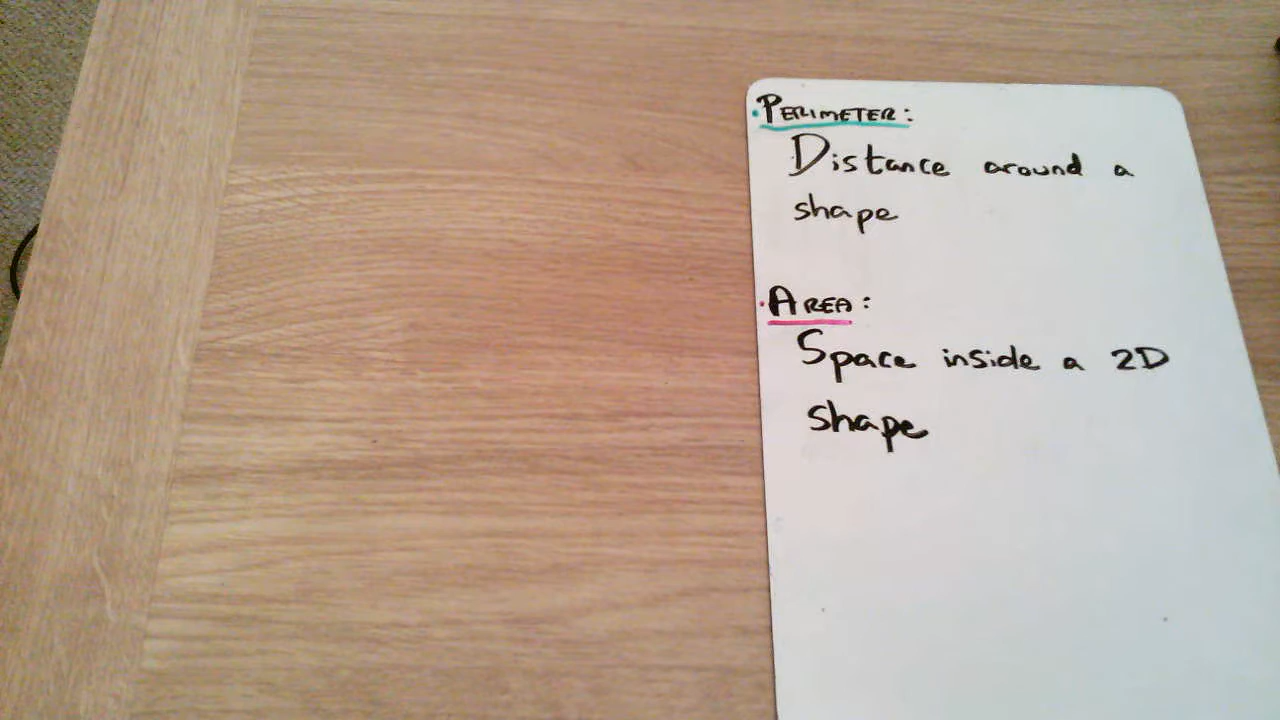 · PERIMETER:
Distance around a
shape
· AREA:
Space inside a 2D
shape